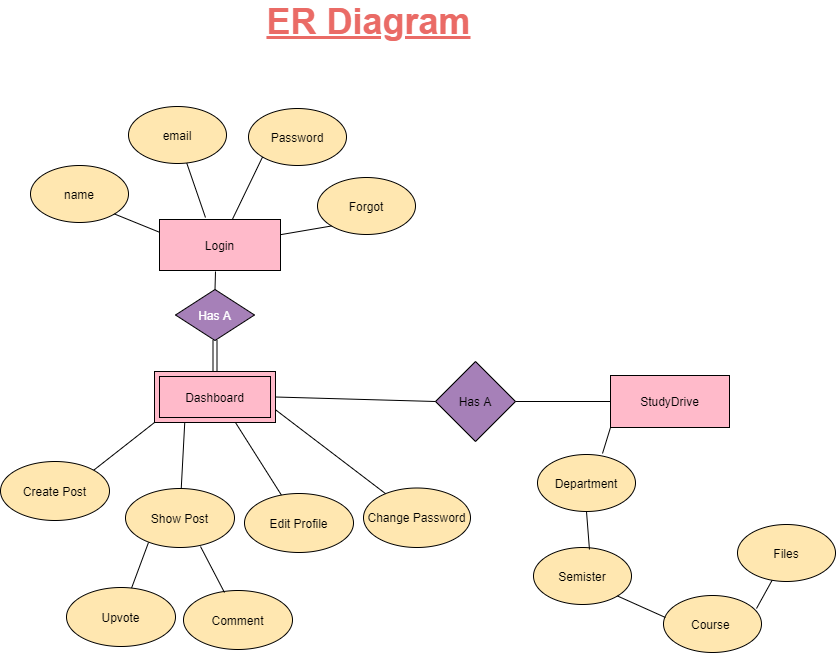 ER Diagram
email
Password
name
Forgot
Login
Has A
Dashboard
Has A
StudyDrive
Create Post
Show Post
Edit Profile
Change Password
Department
Files
Semister
Upvote
Comment
Course